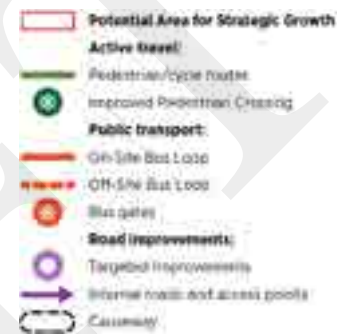 Potential Area for Strategic Growth
Active travel:
Pedestrian/cycle routes
Improved Pedestrian Crossing
Public transport:
On-Site Bus Loop
Off-Site Bus Loop
Bus gates
Road improvements:
Targeted Improvements
Internal roads and access points
Causeway